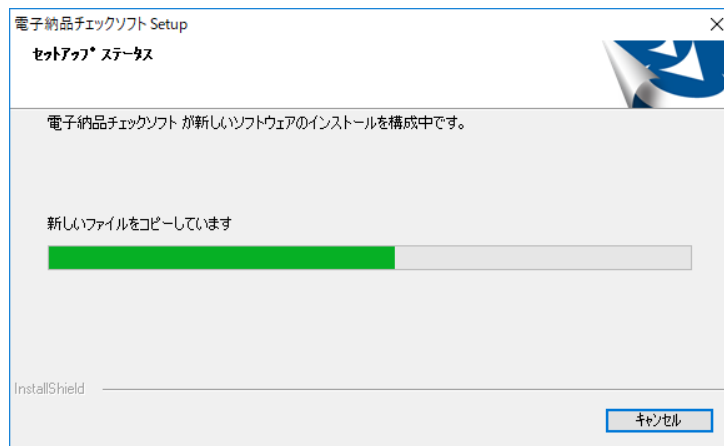 電子納品チェックソフト Setup
セットアップ ステータス
電子納品チェックソフト が新しいソフトウェアのインストールを構成中です。
新しいファイルをコピーしています
InstallShield
キャンセル